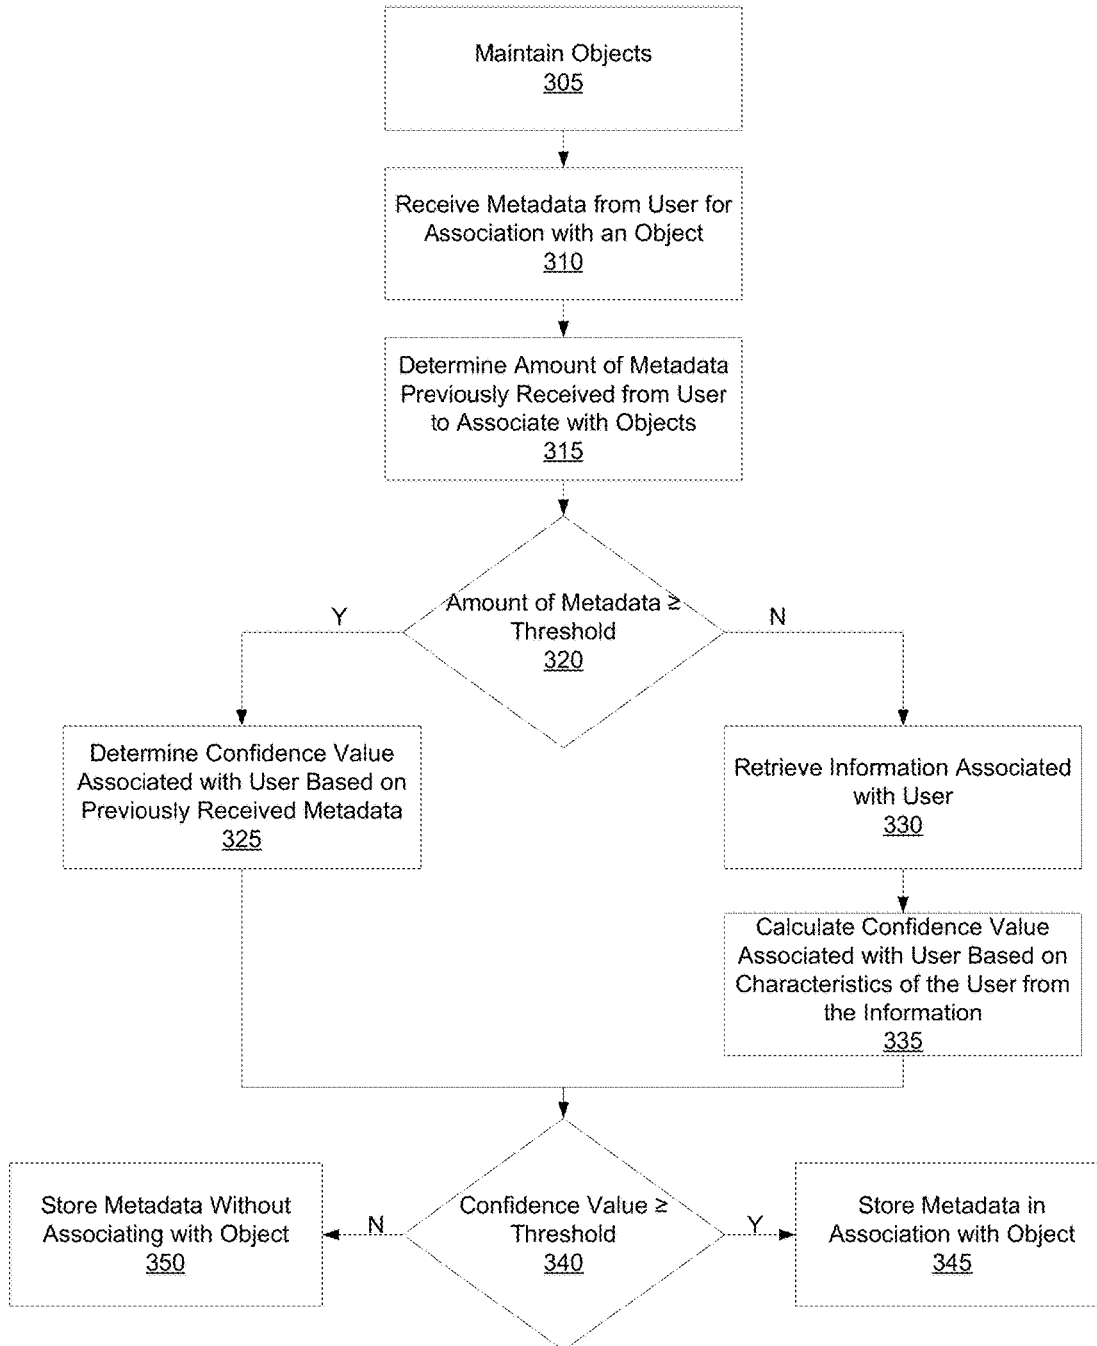 Maintain Objects
305
Receive Metadata from User for
Association with an Object
310
Determine Amount of Metadata
Previously Received from User
to Associate with Objects
315
Amount of Metadata ≥
Threshold
320
Y
N
Determine Confidence Value
Associated with User Based on
Previously Received Metadata
325
Retrieve Information Associated
with User
330
Calculate Confidence Value
Associated with User Based on
Characteristics of the User from
the Information
335
Store Metadata Without
Associating with Object
350
N
Confidence Value ≥
Threshold
340
Y
Store Metadata in
Association with Object
345